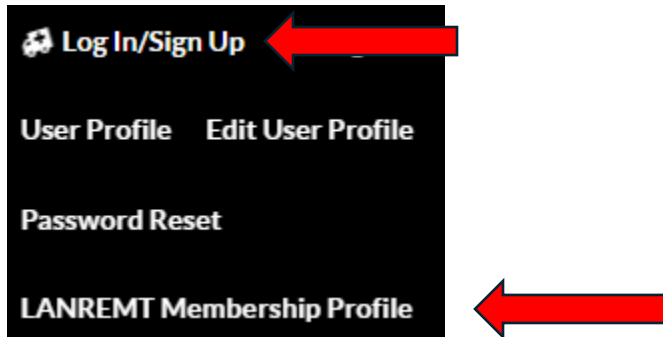 Log In/Sign Up
User Profile Edit User Profile
Password Reset
LANREMT Membership Profile